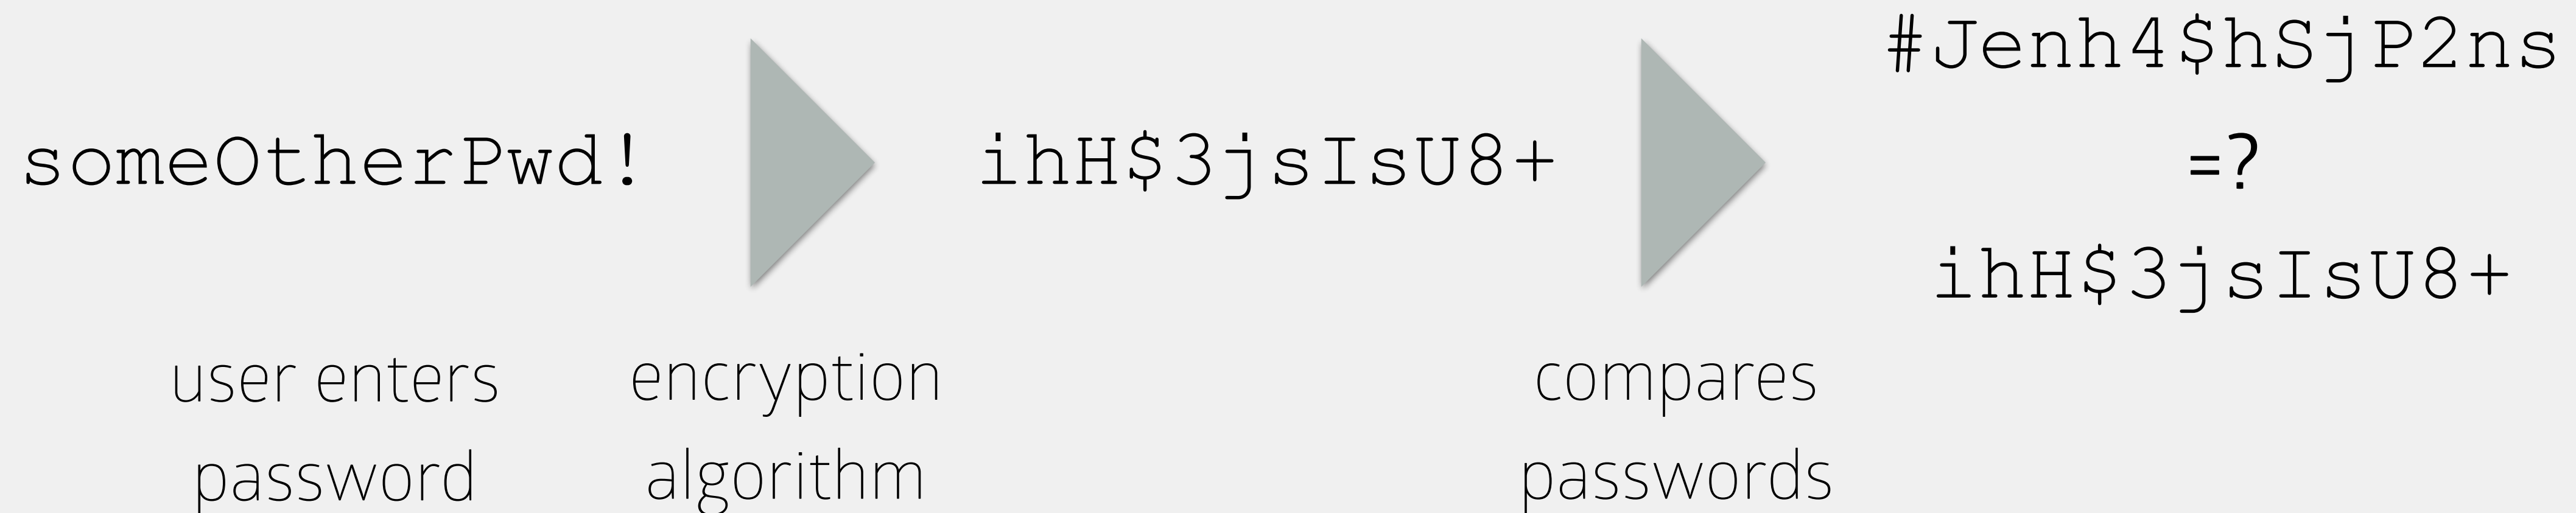 someOtherPwd!
ihH$3jsIsU8+
#Jenh4$hSjP2ns
=?
ihH$3jsIsU8+
user enters
password
encryption
algorithm
compares
passwords